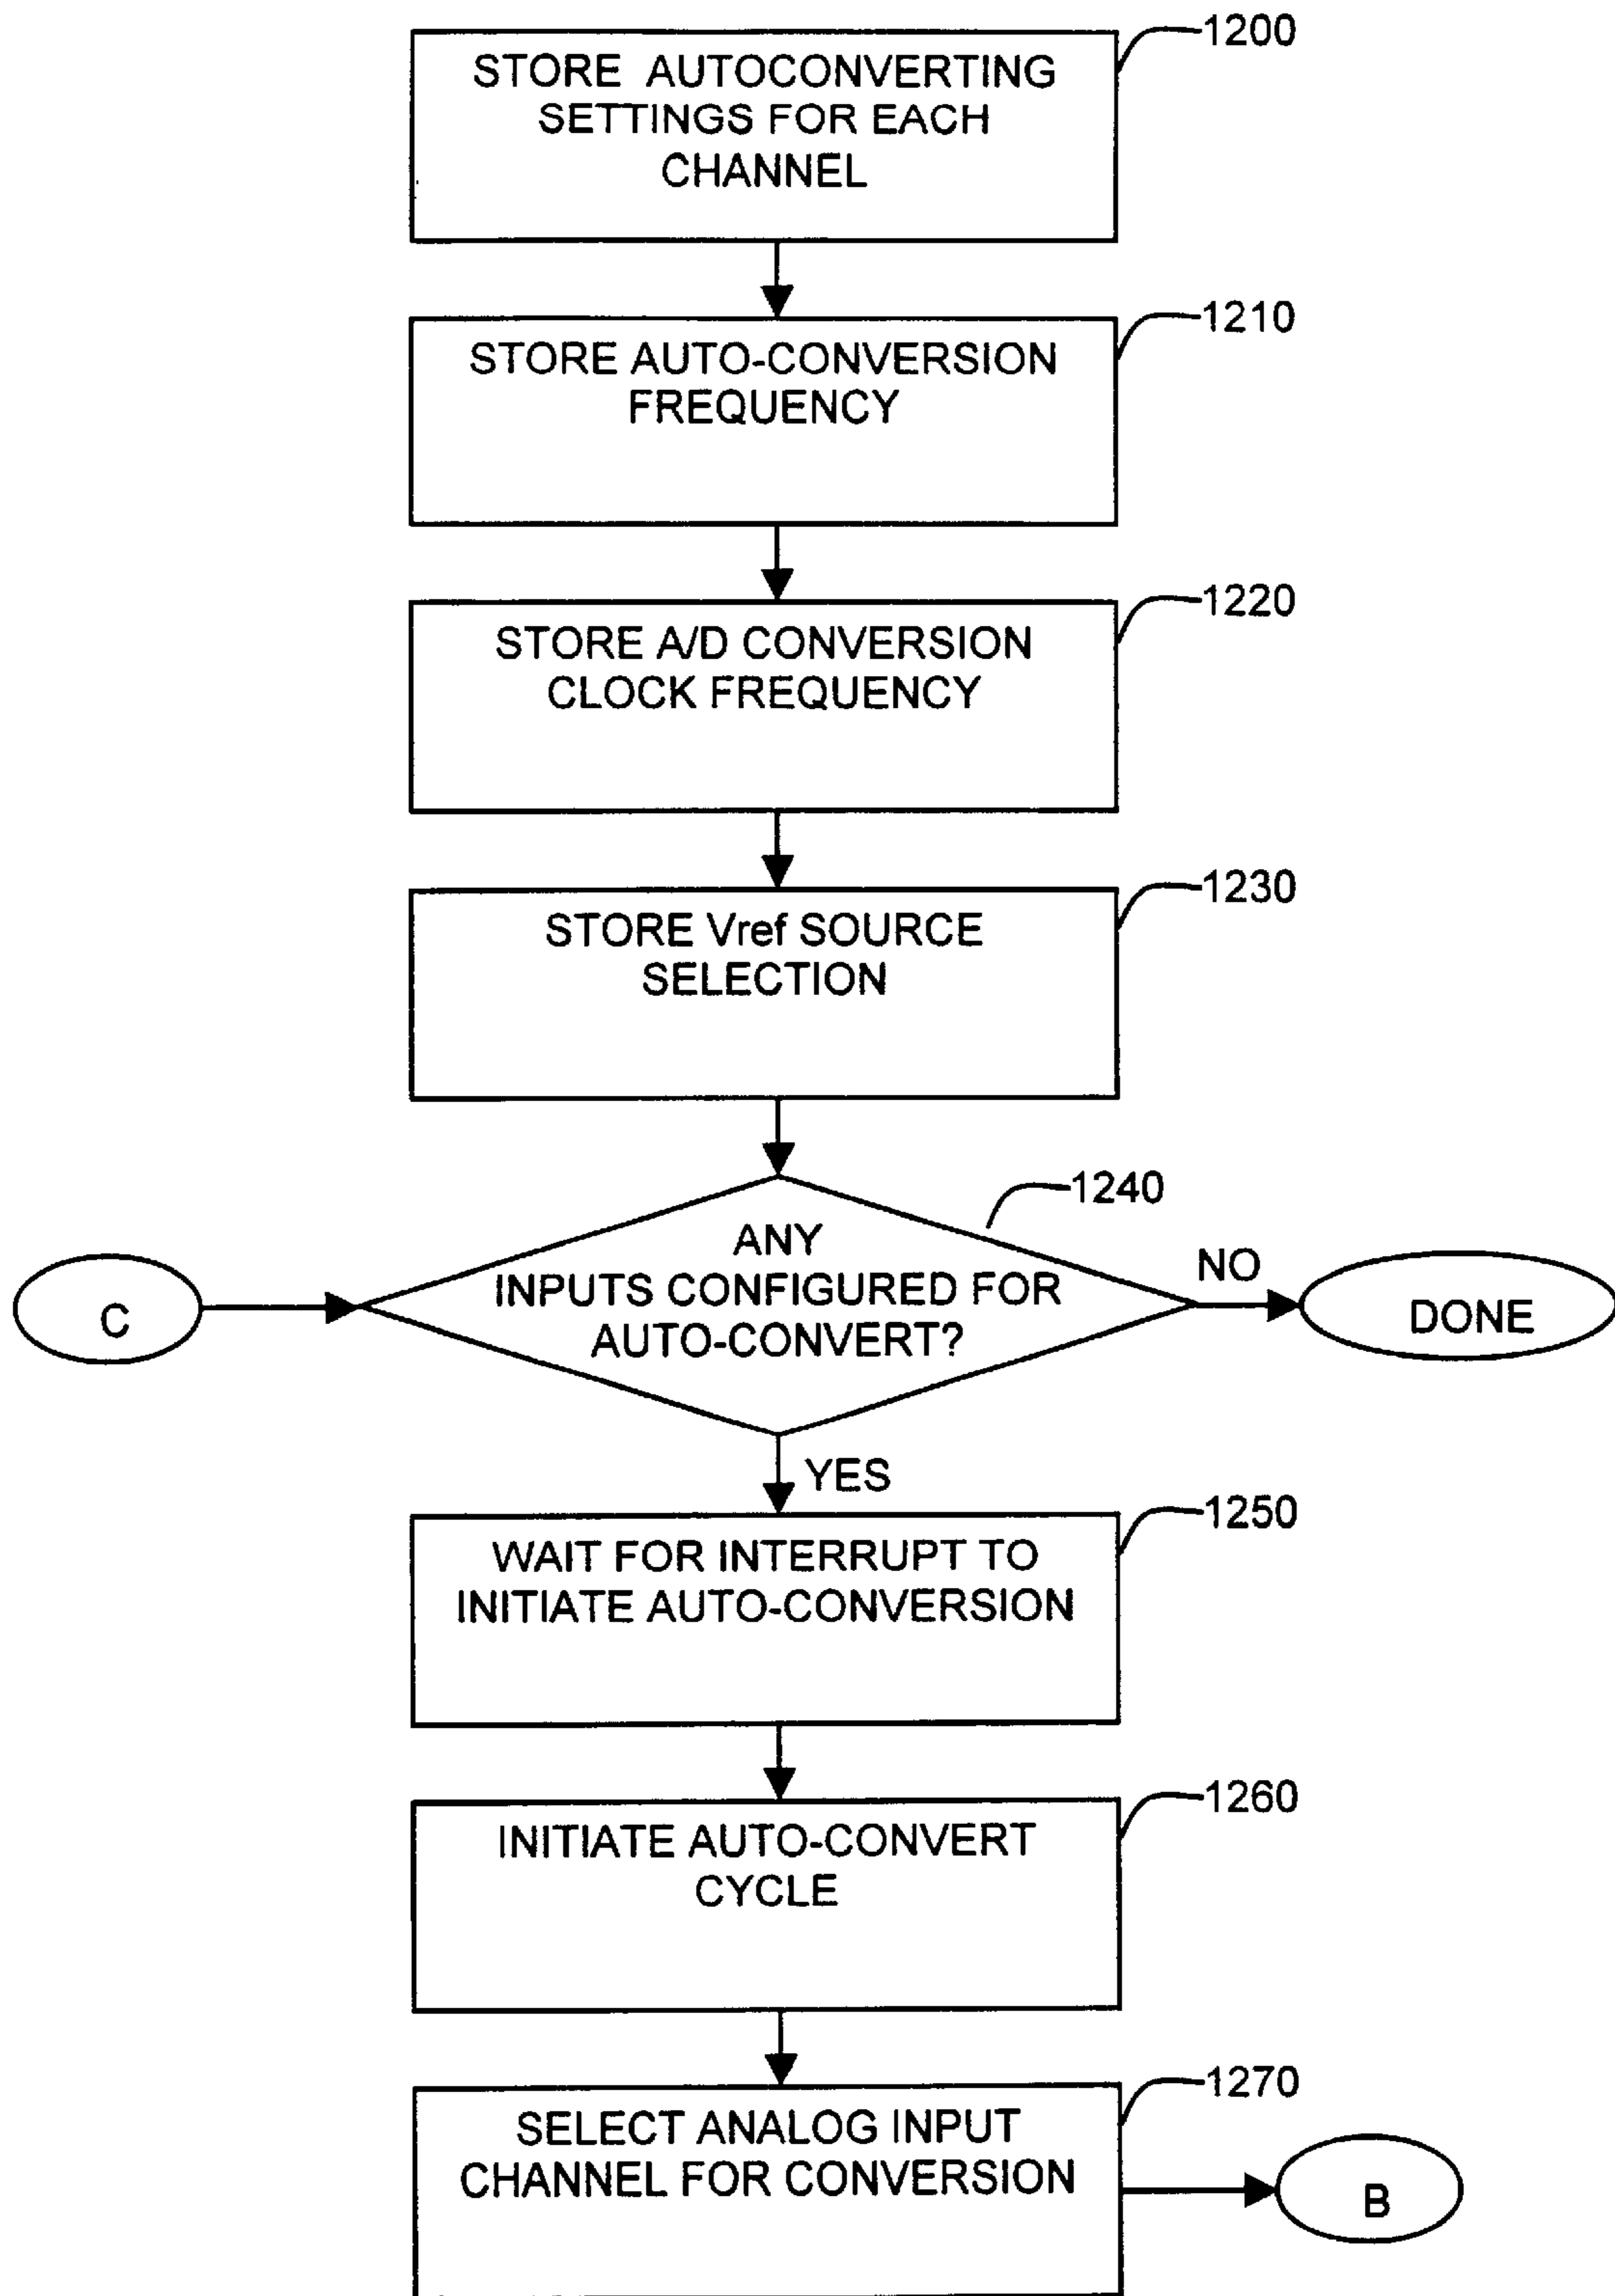 1200
STORE AUTOCONVERTING
SETTINGS FOR EACH
CHANNEL
1210
STORE AUTO-CONVERSION
FREQUENCY
1220
STORE A/D CONVERSION
CLOCK FREQUENCY
1230
STORE Vref SOURCE
SELECTION
1240
ANY
INPUTS CONFIGURED FOR
AUTO-CONVERT?
C
NO
DONE
YES
1250
WAIT FOR INTERRUPT TO
INITIATE AUTO-CONVERSION
1260
INITIATE AUTO-CONVERT
CYCLE
1270
SELECT ANALOG INPUT
CHANNEL FOR CONVERSION
B